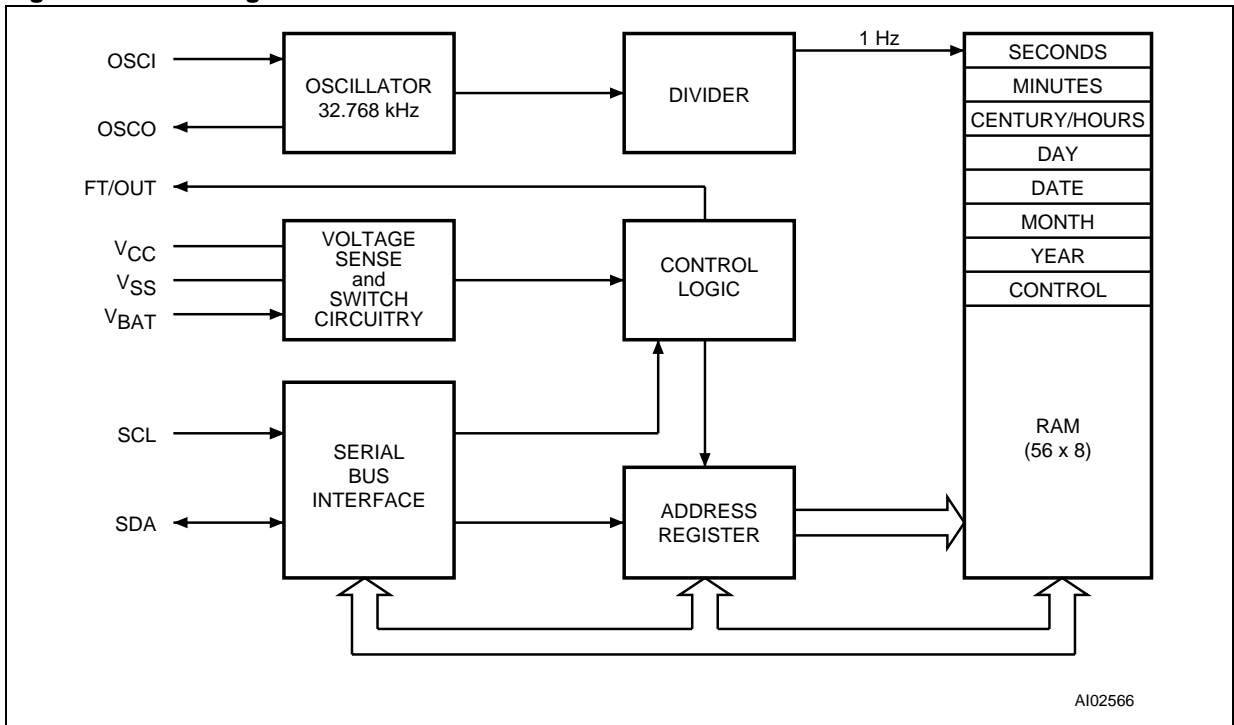 OSCI
OSCO
FT/OUT
VCC
VSS
VBAT
SCL
SDA
OSCILLATOR
32.768 kHz
VOLTAGE
SENSE
and
SWITCH
CIRCUITRY
SERIAL
BUS
INTERFACE
DIVIDER
CONTROL
LOGIC
ADDRESS
REGISTER
1 Hz
SECONDS
MINUTES
CENTURY/HOURS
DAY
DATE
MONTH
YEAR
CONTROL
RAM
(56 x 8)
AI02566